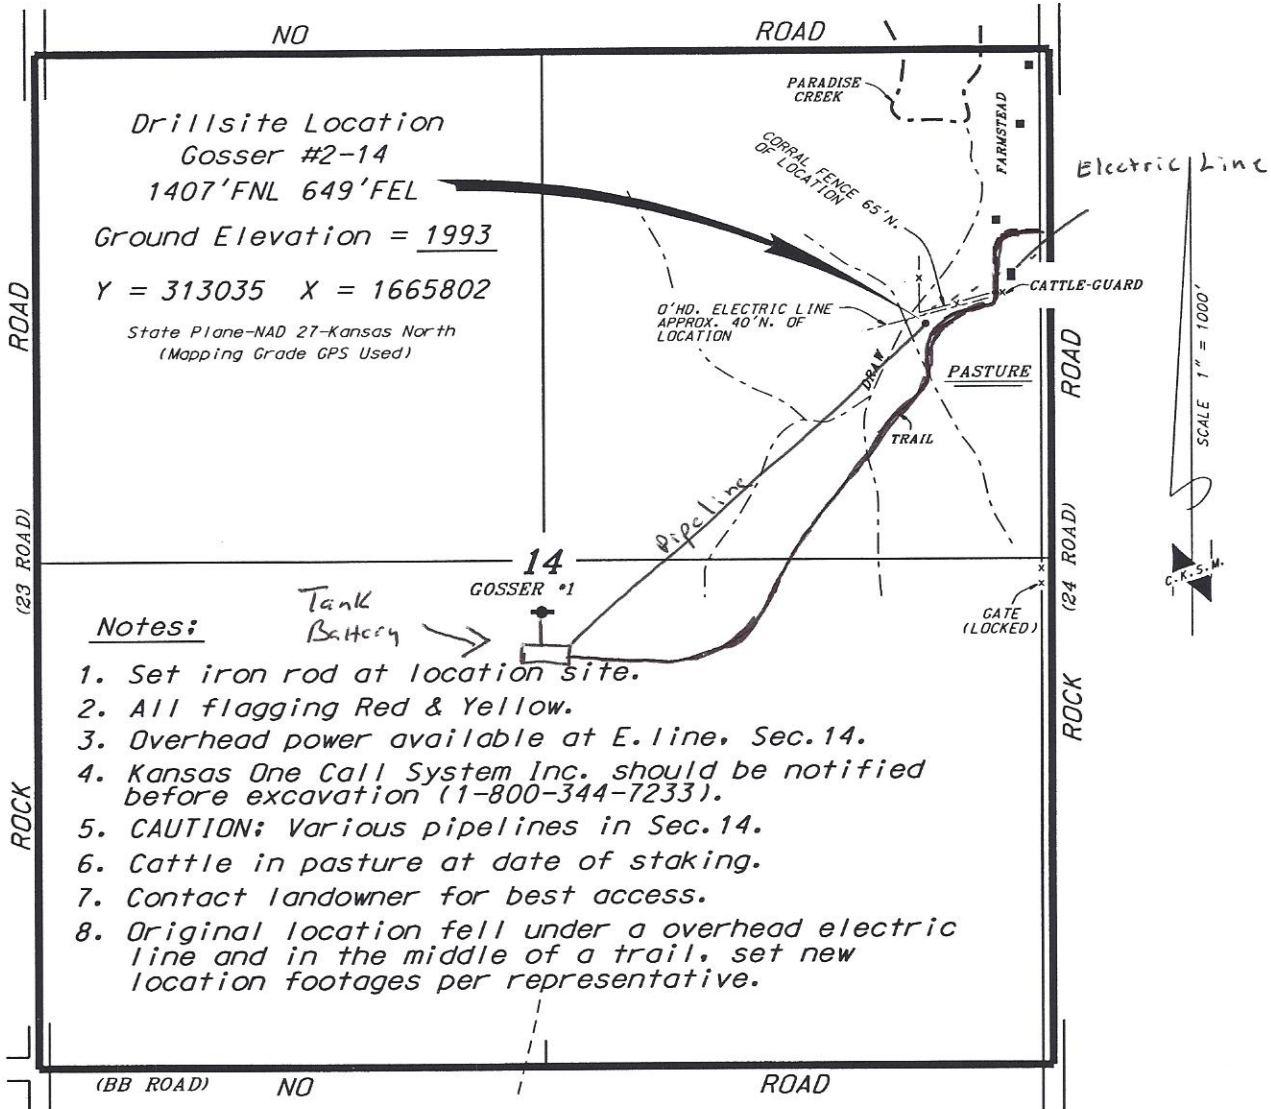 NO ROAD
Drillsite Location
Gosser #2-14
1407'FNL 649'FEL
Ground Elevation = 1993
Y = 313035 X = 1665802
State Plane-NAD 27-Kansas North
(Mapping Grade GPS Used)
PARADISE
CREEK
FARMSTEAD
CORRAL FENCE 65'N.
OF LOCATION
Electric Line
CATTLE-GUARD
O'HD. ELECTRIC LINE
APPROX. 40'N. OF
LOCATION
DRAW
PASTURE
TRAIL
ROAD
ROAD
SCALE 1" = 1000'
Pipeline
(23 ROAD)
(24 ROAD)
C.K.S.M.
14
GOSSER #1
Tank
Battery
GATE
(LOCKED)
ROCK
ROCK
Notes:
1. Set iron rod at location site.
2. All flagging Red & Yellow.
3. Overhead power available at E.line, Sec.14.
4. Kansas One Call System Inc. should be notified
before excavation (1-800-344-7233).
5. CAUTION: Various pipelines in Sec.14.
6. Cattle in pasture at date of staking.
7. Contact landowner for best access.
8. Original location fell under a overhead electric
line and in the middle of a trail, set new
location footages per representative.
(BB ROAD) NO ROAD